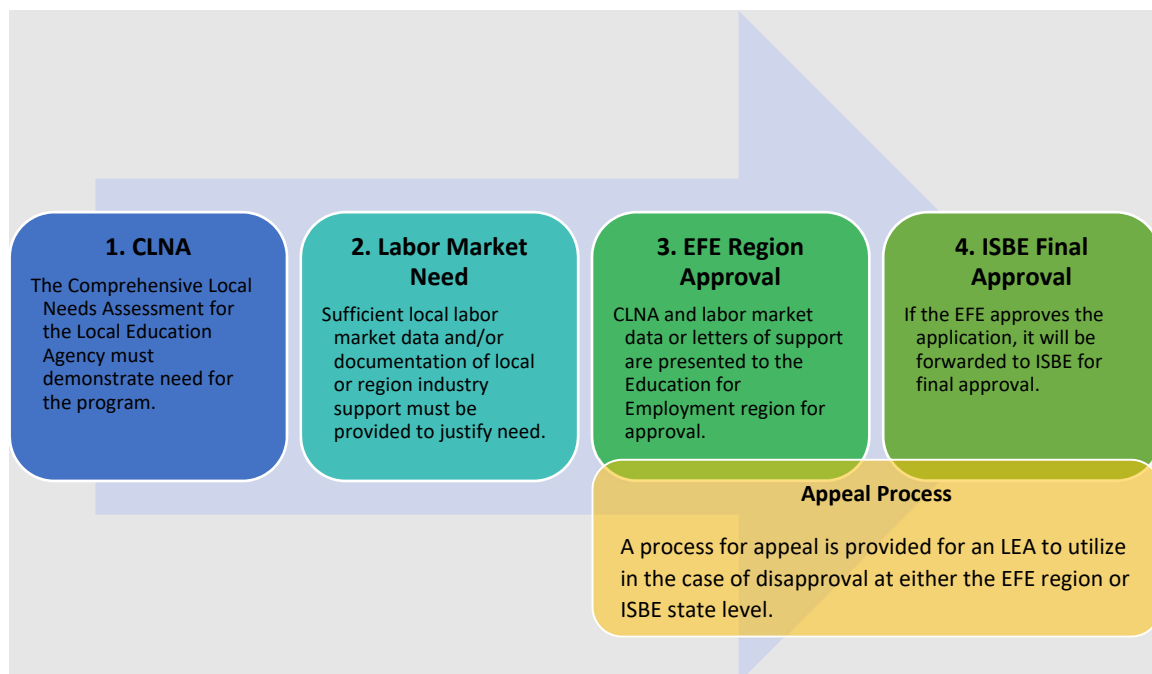 1. CLNA
The Comprehensive Local
Needs Assessment for
the Local Education
Agency must
demonstrate need for
the program.
2. Labor Market
Need
Sufficient local labor
market data and/or
documentation of local
or region industry
support must be
provided to justify need.
3. EFE Region
Approval
CLNA and labor market
data or letters of support
are presented to the
Education for
Employment region for
approval.
4. ISBE Final
Approval
If the EFE approves the
application, it will be
forwarded to ISBE for
final approval.
Appeal Process
A process for appeal is provided for an LEA to utilize
in the case of disapproval at either the EFE region or
ISBE state level.